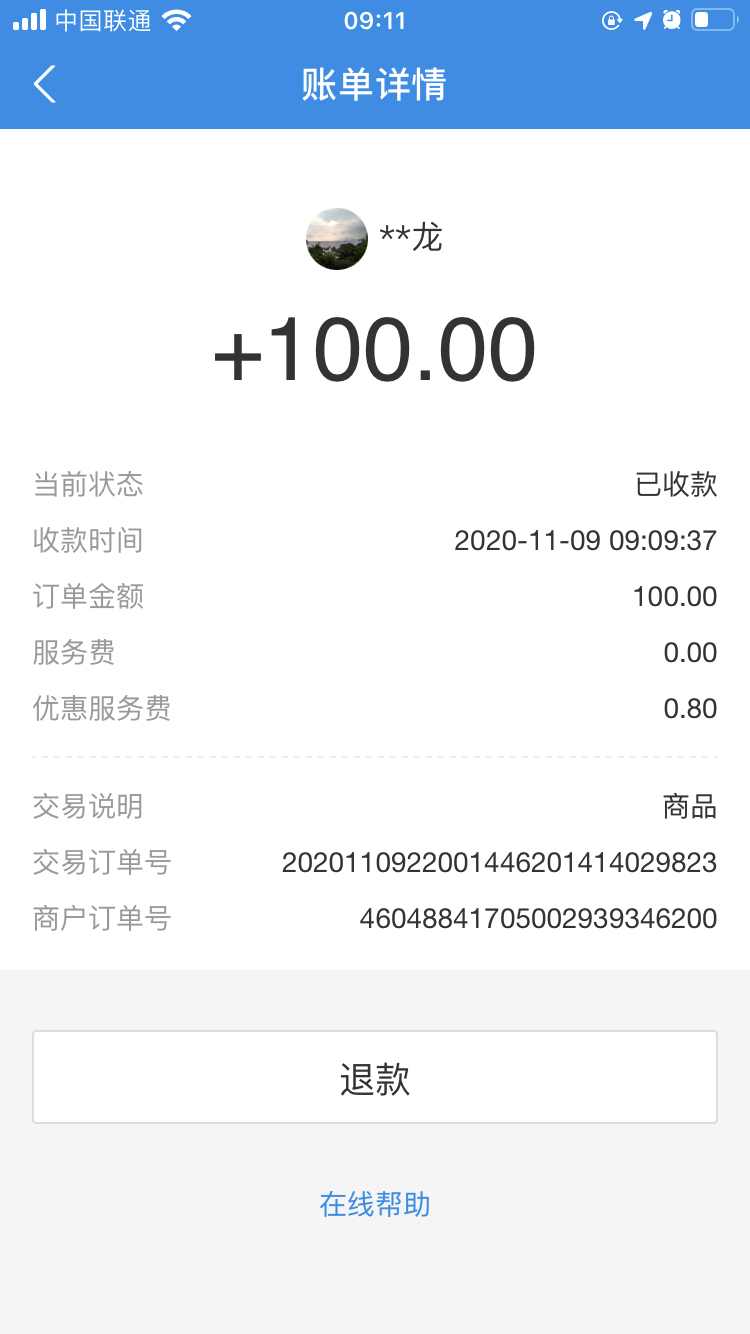 中国联通 09:11
账单详情
**龙
+100.00
当前状态 已收款
收款时间 2020-11-09 09:09:37
订单金额 100.00
服务费 0.00
优惠服务费 0.80
交易说明 商品
交易订单号 2020110922001446201414029823
商户订单号 46048841705002939346200
退款
在线帮助